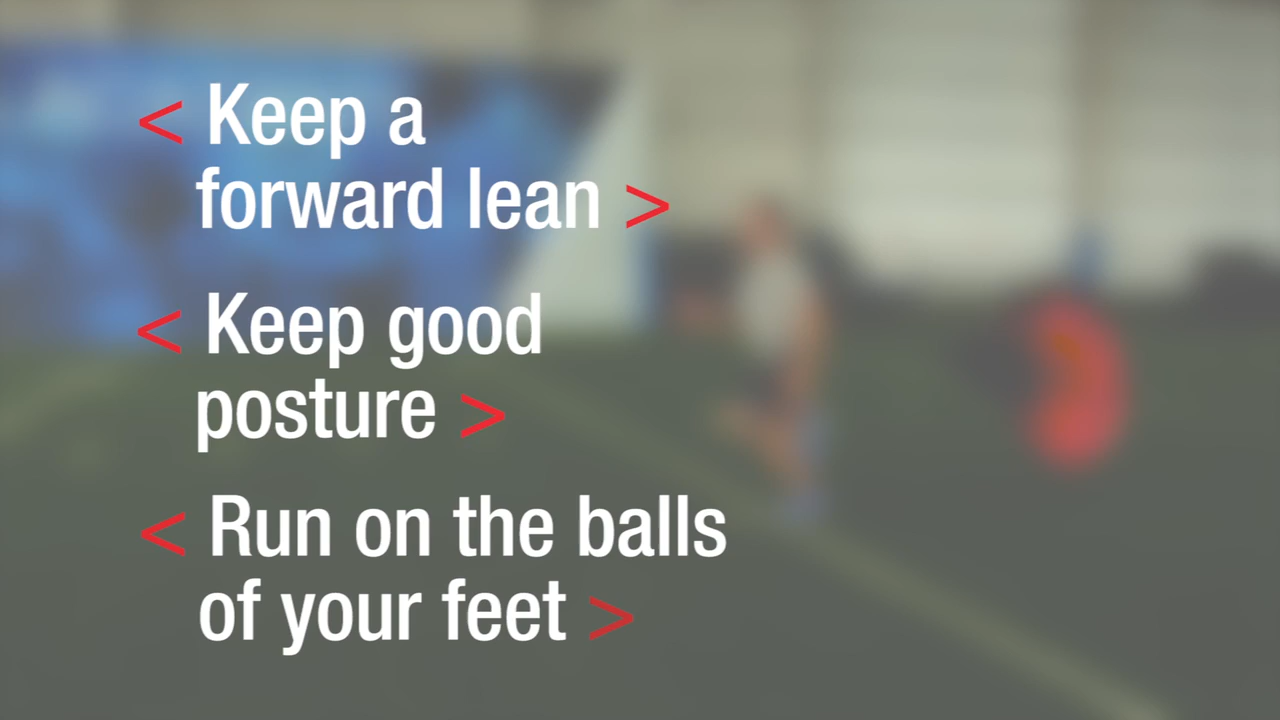 < Keep a
forward lean >
< Keep good
posture >
< Run on the balls
of your feet >